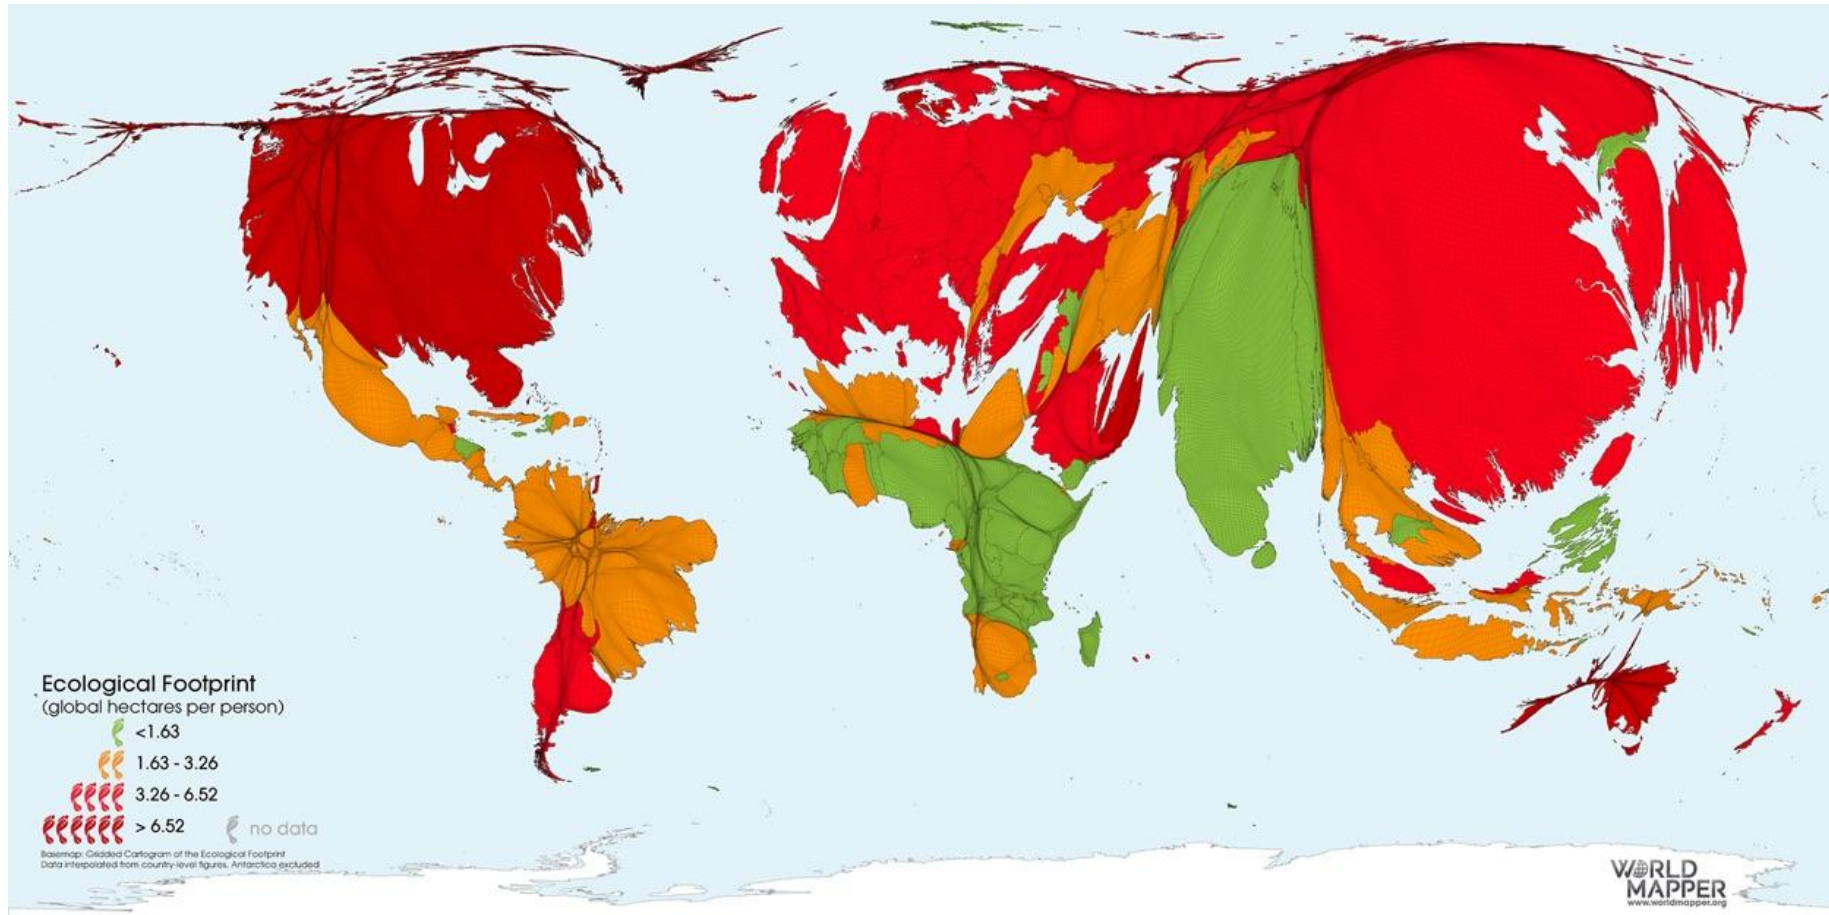 Ecological Footprint
(global hectares per person)
<1.63
1.63 - 3.26
3.26 - 6.52
> 6.52
no data
Basemap: Gridded Cartogram of the Ecological Footprint
Data interpolated from country-level figures, Antarctica excluded
WORLD
MAPPER
www.worldmapper.org